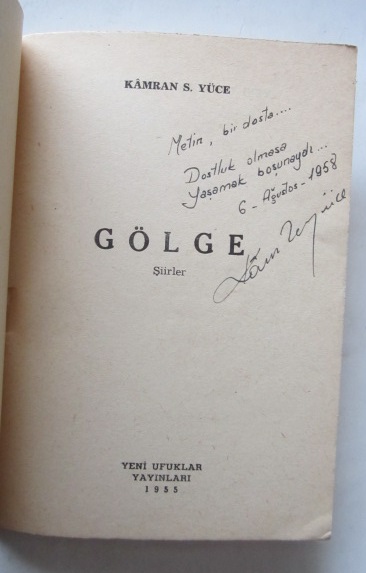 KÂMRAN S. YÜCE
Metin, bir dosta....
Dostluk olmasa
Yaşamak boşunaydı...
6 - Ağustos - 1958
GÖLGE
Şiirler
YENİ UFUKLAR
YAYINLARI
1955